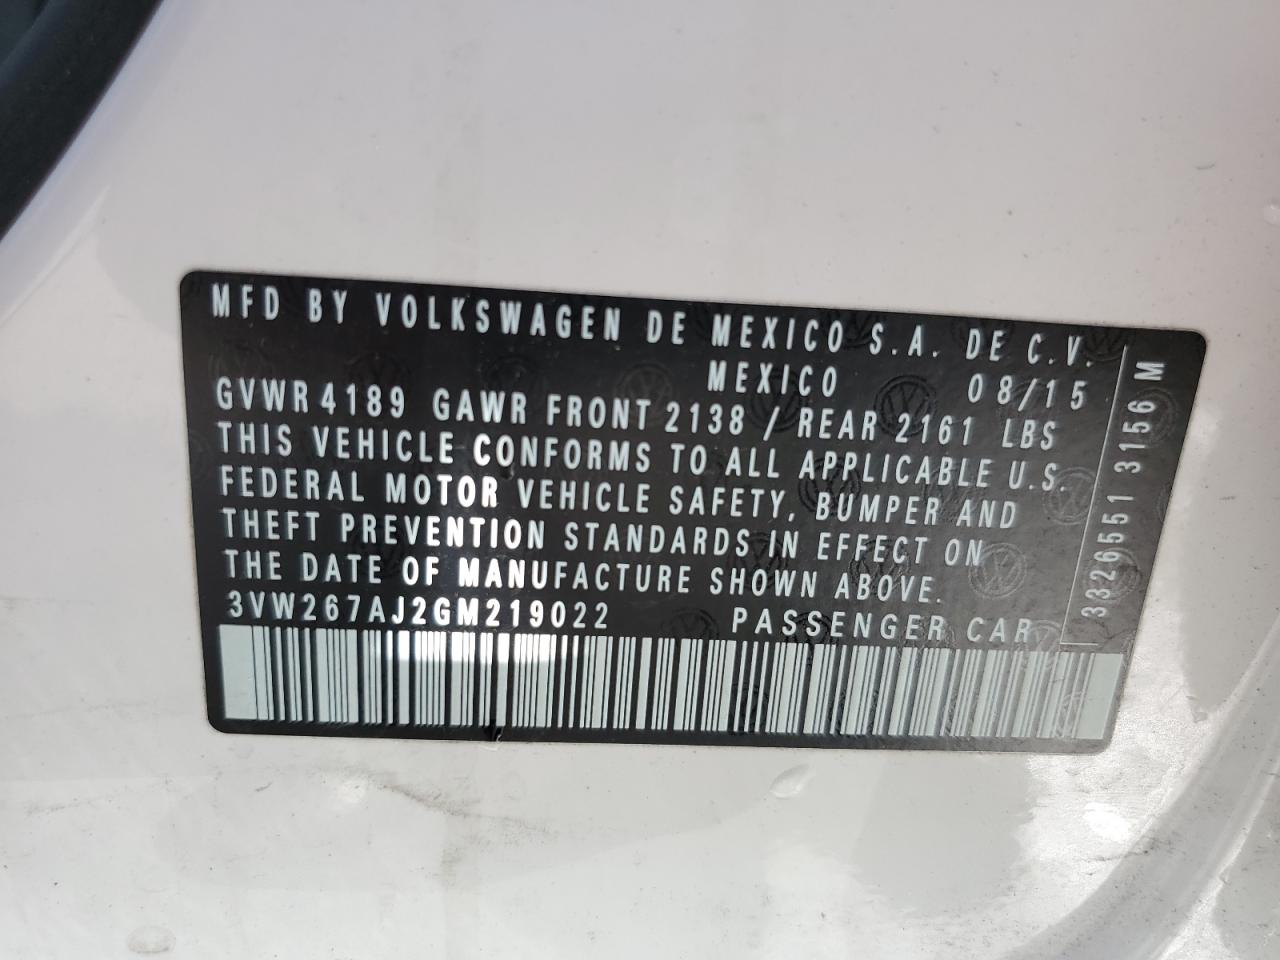 MFD BY VOLKSWAGEN DE MEXICO S.A. DE C.V.
MEXICO 08/15
GVWR 4189 GAWR FRONT 2138 / REAR 2161 LBS
THIS VEHICLE CONFORMS TO ALL APPLICABLE U.S.
FEDERAL MOTOR VEHICLE SAFETY, BUMPER AND
THEFT PREVENTION STANDARDS IN EFFECT ON
THE DATE OF MANUFACTURE SHOWN ABOVE.
3VW267AJ2GM219022 PASSENGER CAR
3326551 3156 M